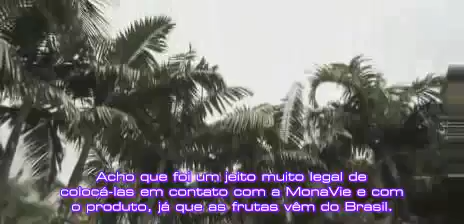 Acho que foi um jeito muito legal de
colocá-las em contato com a MonaVie e com
o produto, já que as frutas vêm do Brasil.